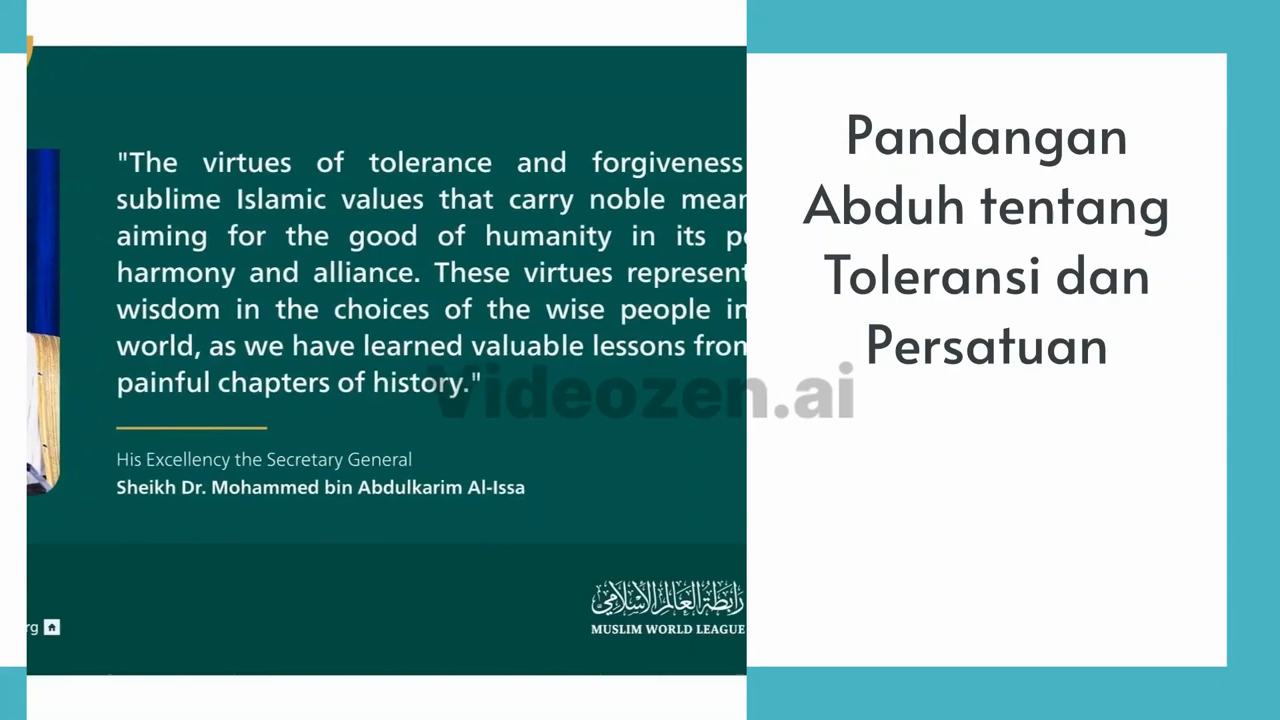 "The virtues of tolerance and forgiveness
sublime Islamic values that carry noble
aiming for the good of humanity in its
harmony and alliance. These virtues represent
wisdom in the choices of the wise people in
world, as we have learned valuable lessons from
painful chapters of history."
His Excellency the Secretary General
Sheikh Dr. Mohammed bin Abdulkarim Al-Issa
رابطة العالم الإسلامي
MUSLIM WORLD LEAGUE
Pandangan
Abduh tentang
Toleransi dan
Persatuan
Videozen.ai